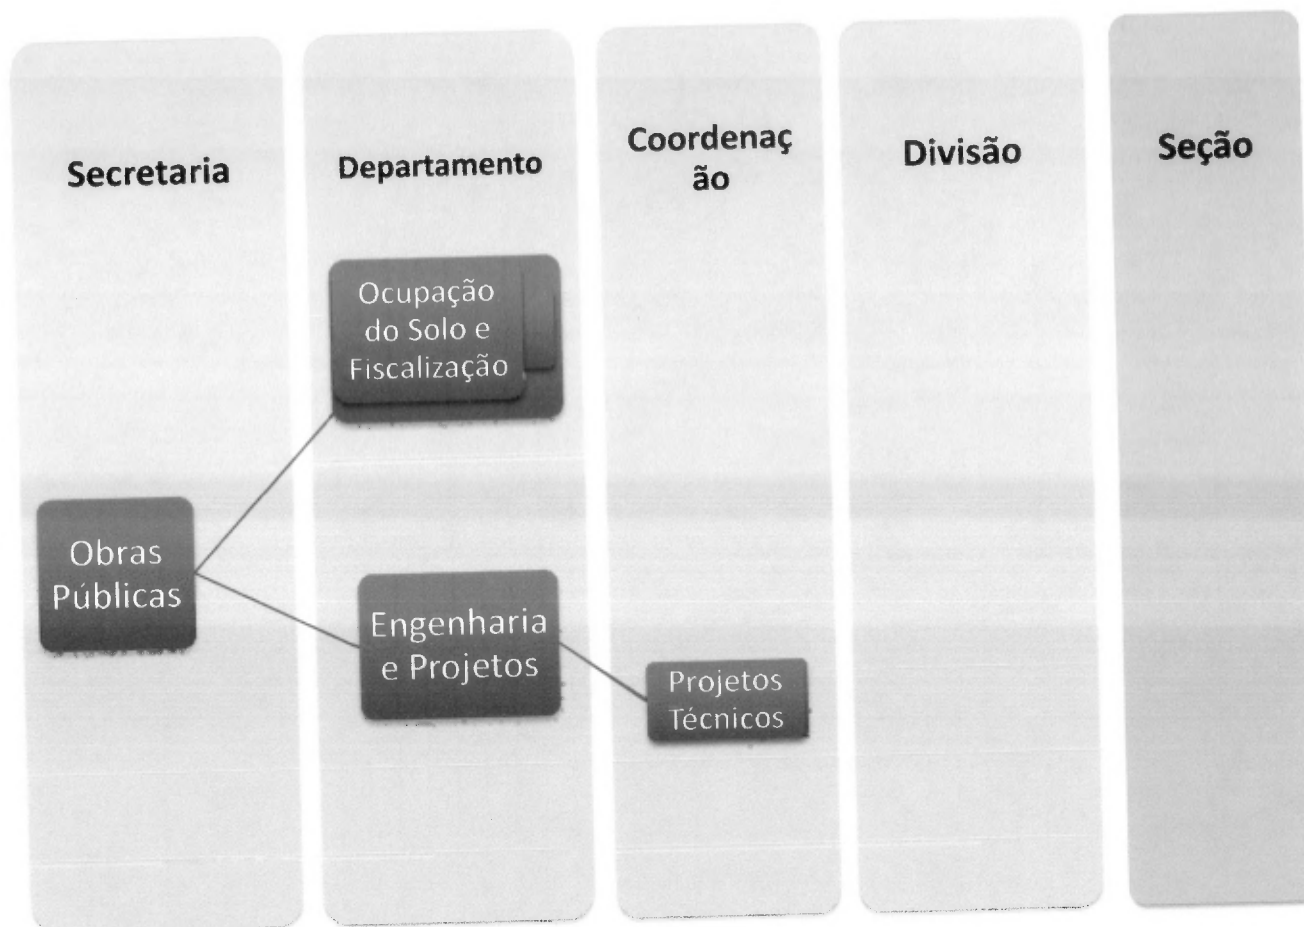 Secretaria
Departamento
Coordenaç
ão
Divisão
Seção
Ocupação
do Solo e
Fiscalização
Obras
Públicas
Engenharia
e Projetos
Projetos
Técnicos